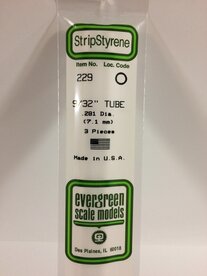 StripStyrene
Item No. Loc. Code
229
9/32" TUBE
.281 Dia.
(7.1 mm)
3 Pieces
Made in U.S.A.
evergreen
scale models
Des Plaines, IL 60018